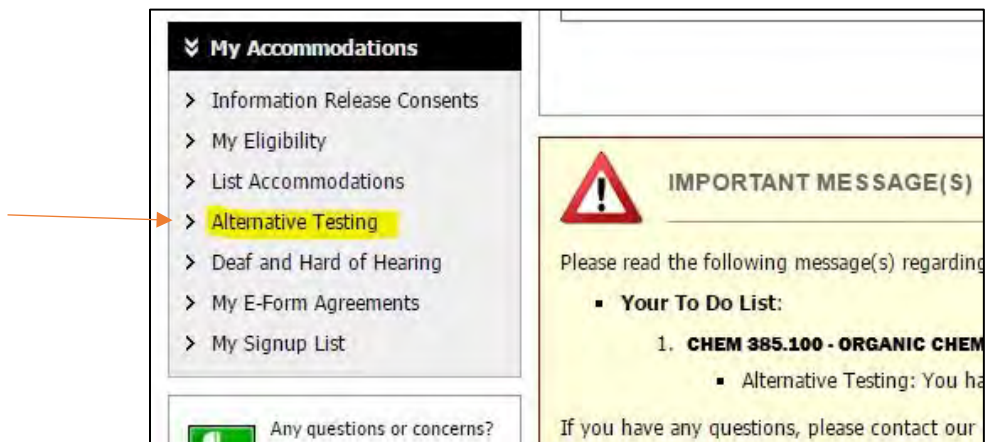 My Accommodations
Information Release Consents
My Eligibility
List Accommodations
Alternative Testing
Deaf and Hard of Hearing
My E-Form Agreements
My Signup List
Any questions or concerns?
IMPORTANT MESSAGE(S)
Please read the following message(s) regarding
Your To Do List:
1. CHEM 385.100 - ORGANIC CHEM
Alternative Testing: You ha
If you have any questions, please contact our